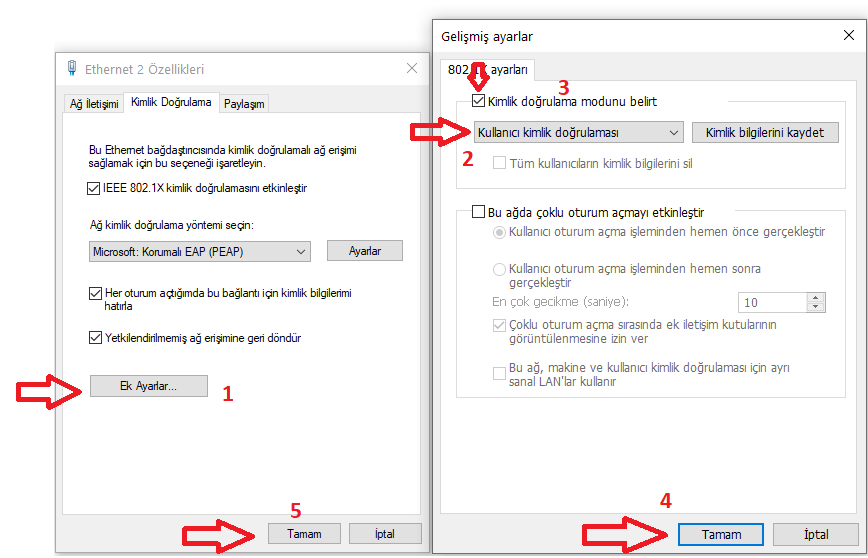 Ethernet 2 Özellikleri
Ağ İletişimi
Kimlik Doğrulama
Paylaşım
Bu Ethernet bağdaştırıcısında kimlik doğrulamalı ağ erişimi
sağlamak için bu seçeneği işaretleyin.
IEEE 802.1X kimlik doğrulamasını etkinleştir
Ağ kimlik doğrulama yöntemi seçin:
Microsoft: Korumalı EAP (PEAP)
Ayarlar
Her oturum açtığımda bu bağlantı için kimlik bilgilerimi
hatırla
Yetkilendirilmemiş ağ erişimine geri döndür
Ek Ayarlar...
1
5
Tamam
İptal
Gelişmiş ayarlar
802.1X ayarları
3
Kimlik doğrulama modunu belirt
Kullanıcı kimlik doğrulaması
Kimlik bilgilerini kaydet
2
Tüm kullanıcıların kimlik bilgilerini sil
Bu ağda çoklu oturum açmayı etkinleştir
Kullanıcı oturum açma işleminden hemen önce gerçekleştir
Kullanıcı oturum açma işleminden hemen sonra
gerçekleştir
En çok gecikme (saniye):
10
Çoklu oturum açma sırasında ek iletişim kutularının
görüntülenmesine izin ver
Bu ağ, makine ve kullanıcı kimlik doğrulaması için ayrı
sanal LAN'lar kullanır
4
Tamam
İptal